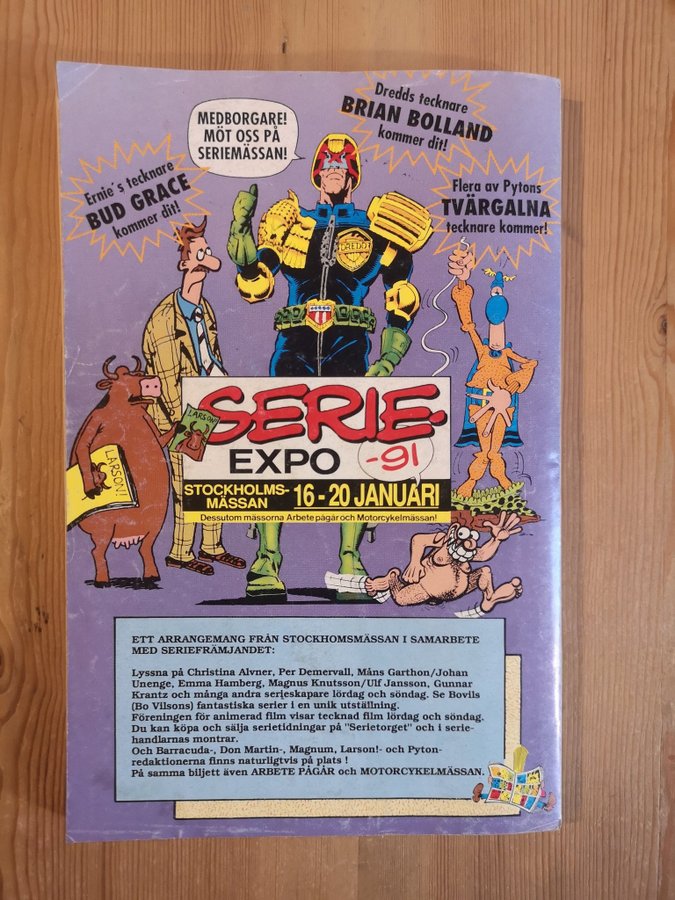 MEDBORGARE!
MÖT OSS PÅ
SERIEMÄSSAN!
Dredds tecknare
BRIAN BOLLAND
kommer dit!
Ernie's tecknare
BUD GRACE
kommer dit!
Flera av Pytons
TVÄRGALNA
tecknare kommer!
DREDD
LARSON!
LARSON!
SERIE-
EXPO -91
STOCKHOLMS-
MÄSSAN 16-20 JANUARI
Dessutom mässorna Arbete pågår och Motorcykelmässan!
ETT ARRANGEMANG FRÅN STOCKHOMSMÄSSAN I SAMARBETE
MED SERIEFRÄMJANDET:
Lyssna på Christina Alvner, Per Demervall, Måns Garthon/Johan
Unenge, Emma Hamberg, Magnus Knutsson/Ulf Jansson, Gunnar
Krantz och många andra serieskapare lördag och söndag. Se Bovils
(Bo Vilsons) fantastiska serier i en unik utställning.
Föreningen för animerad film visar tecknad film lördag och söndag.
Du kan köpa och sälja serietidningar på "Serietorget" och i serie-
handlarnas montrar.
Och Barracuda-, Don Martin-, Magnum, Larson!- och Pyton-
redaktionerna finns naturligtvis på plats !
På samma biljett även ARBETE PÅGÅR och MOTORCYKELMÄSSAN.